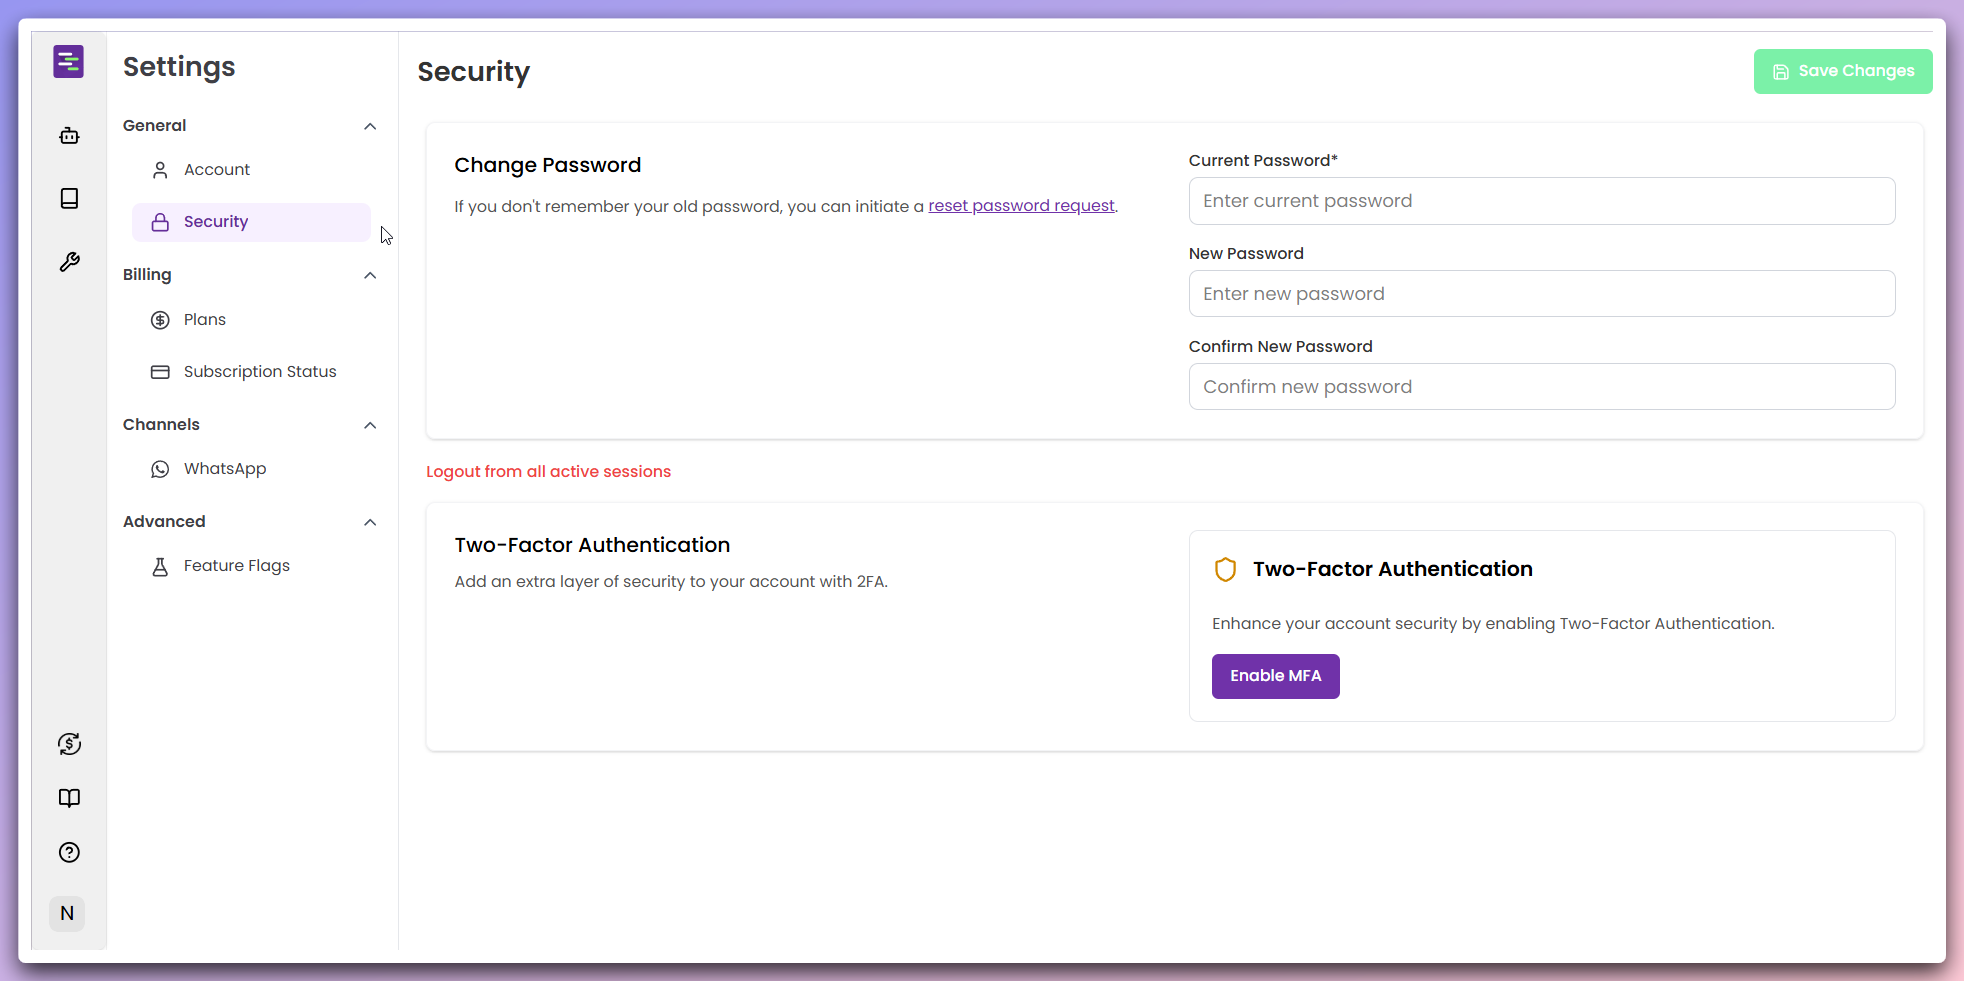 Settings
General
Account
Security
Billing
Plans
Subscription Status
Channels
WhatsApp
Advanced
Feature Flags
N
Security
Save Changes
Change Password
If you don't remember your old password, you can initiate a reset password request.
Current Password*
Enter current password
New Password
Enter new password
Confirm New Password
Confirm new password
Logout from all active sessions
Two-Factor Authentication
Add an extra layer of security to your account with 2FA.
Two-Factor Authentication
Enhance your account security by enabling Two-Factor Authentication.
Enable MFA